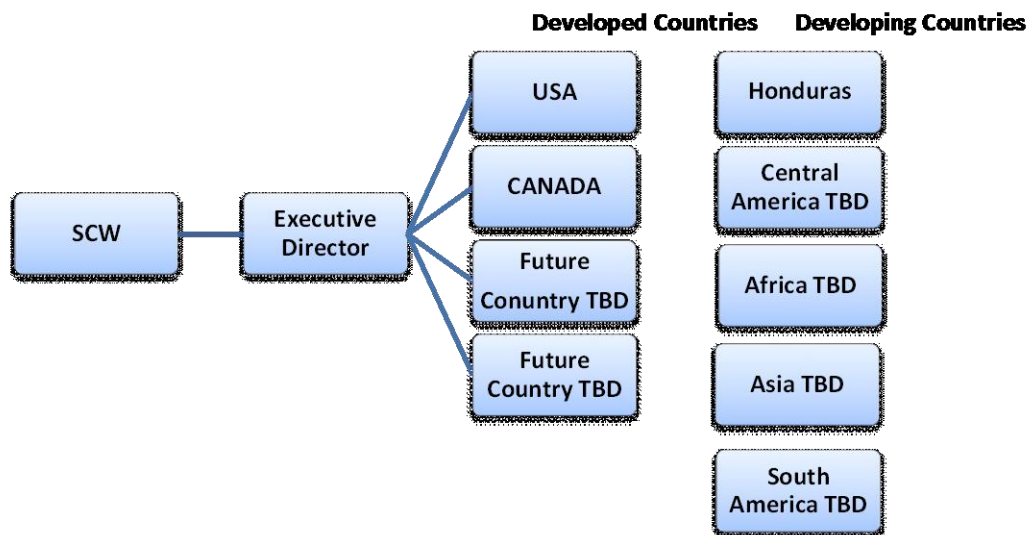 Developed Countries
Developing Countries
USA
Honduras
CANADA
Central
America TBD
SCW
Executive
Director
Future
Conuntry TBD
Africa TBD
Future
Country TBD
Asia TBD
South
America TBD